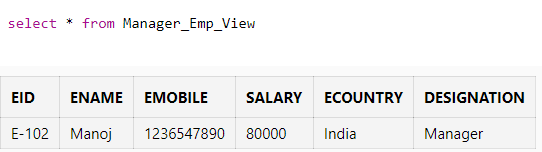 select * from Manager_Emp_View
EID ENAME EMOBILE SALARY ECOUNTRY DESIGNATION
E-102 Manoj 1236547890 80000 India Manager